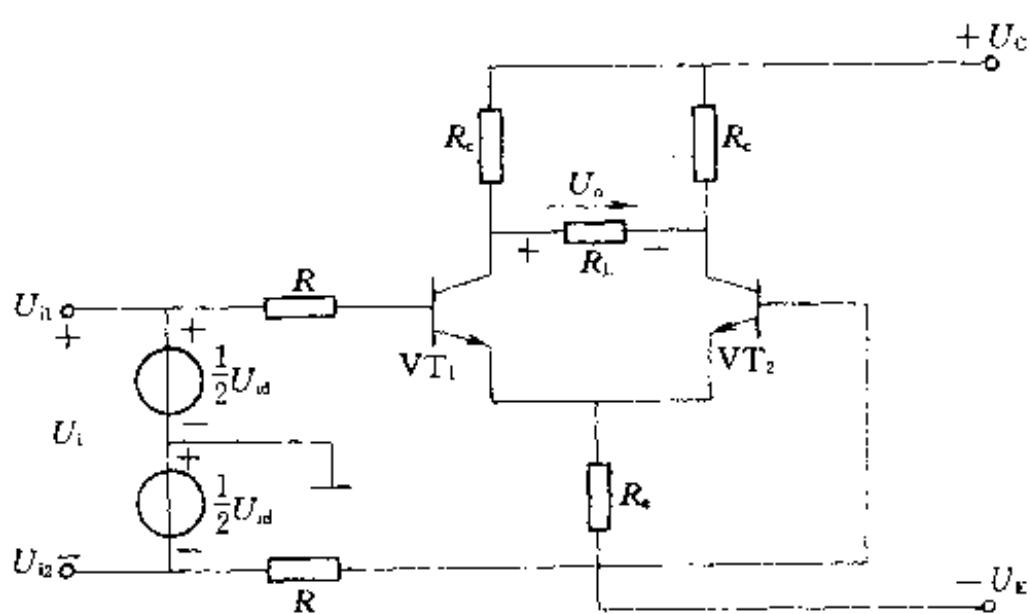 + U_C
R_c
R_c
U_o
+ −
R_L
R
U_i1
+
+
VT_1
VT_2
½U_id
−
U_i
+
R_e
½U_id
−
U_i2 −
R
− U_E